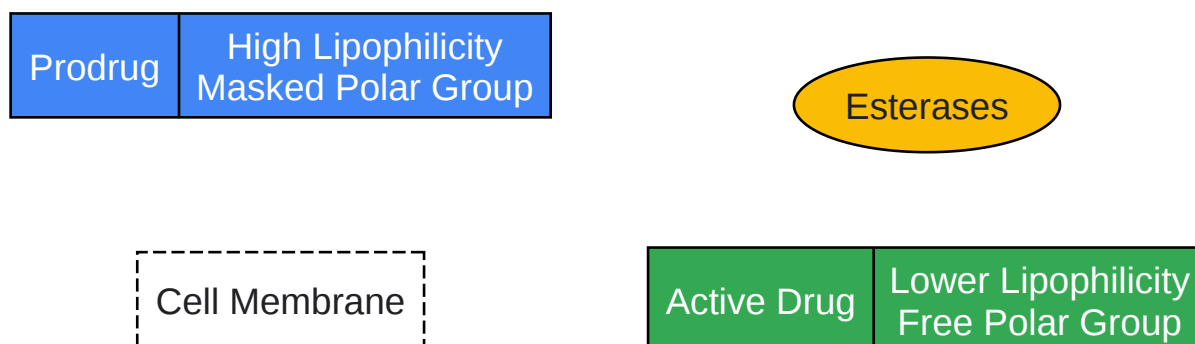 Prodrug
High Lipophilicity
Masked Polar Group
Esterases
Cell Membrane
Active Drug
Lower Lipophilicity
Free Polar Group